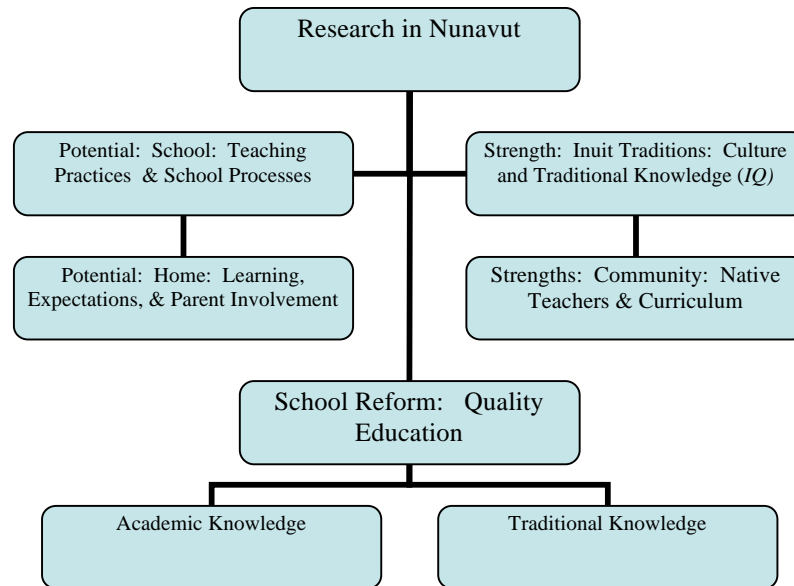 Research in Nunavut
Potential: School: Teaching
Practices & School Processes
Strength: Inuit Traditions: Culture
and Traditional Knowledge (IQ)
Potential: Home: Learning,
Expectations, & Parent Involvement
Strengths: Community: Native
Teachers & Curriculum
School Reform: Quality
Education
Academic Knowledge
Traditional Knowledge